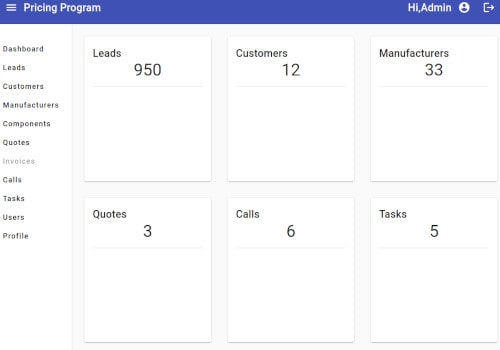 Pricing Program
Hi,Admin
Dashboard
Leads
Customers
Manufacturers
Components
Quotes
Invoices
Calls
Tasks
Users
Profile
Leads
950
Customers
12
Manufacturers
33
Quotes
3
Calls
6
Tasks
5